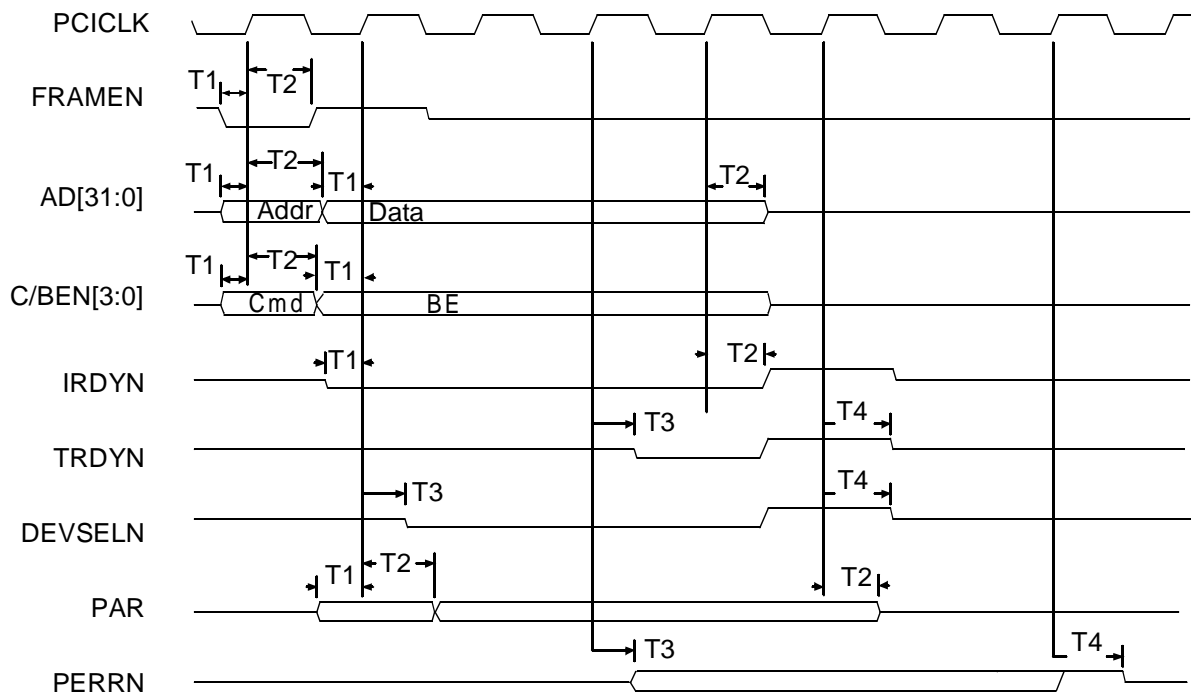 PCICLK
T1 T2
FRAMEN
T1 T2 T1 T2
AD[31:0] Addr Data
T1 T2 T1
C/BEN[3:0] Cmd BE
T1 T2
IRDYN
T3 T4
TRDYN
T3 T4
DEVSELN
T1 T2 T2
PAR
T3 T4
PERRN